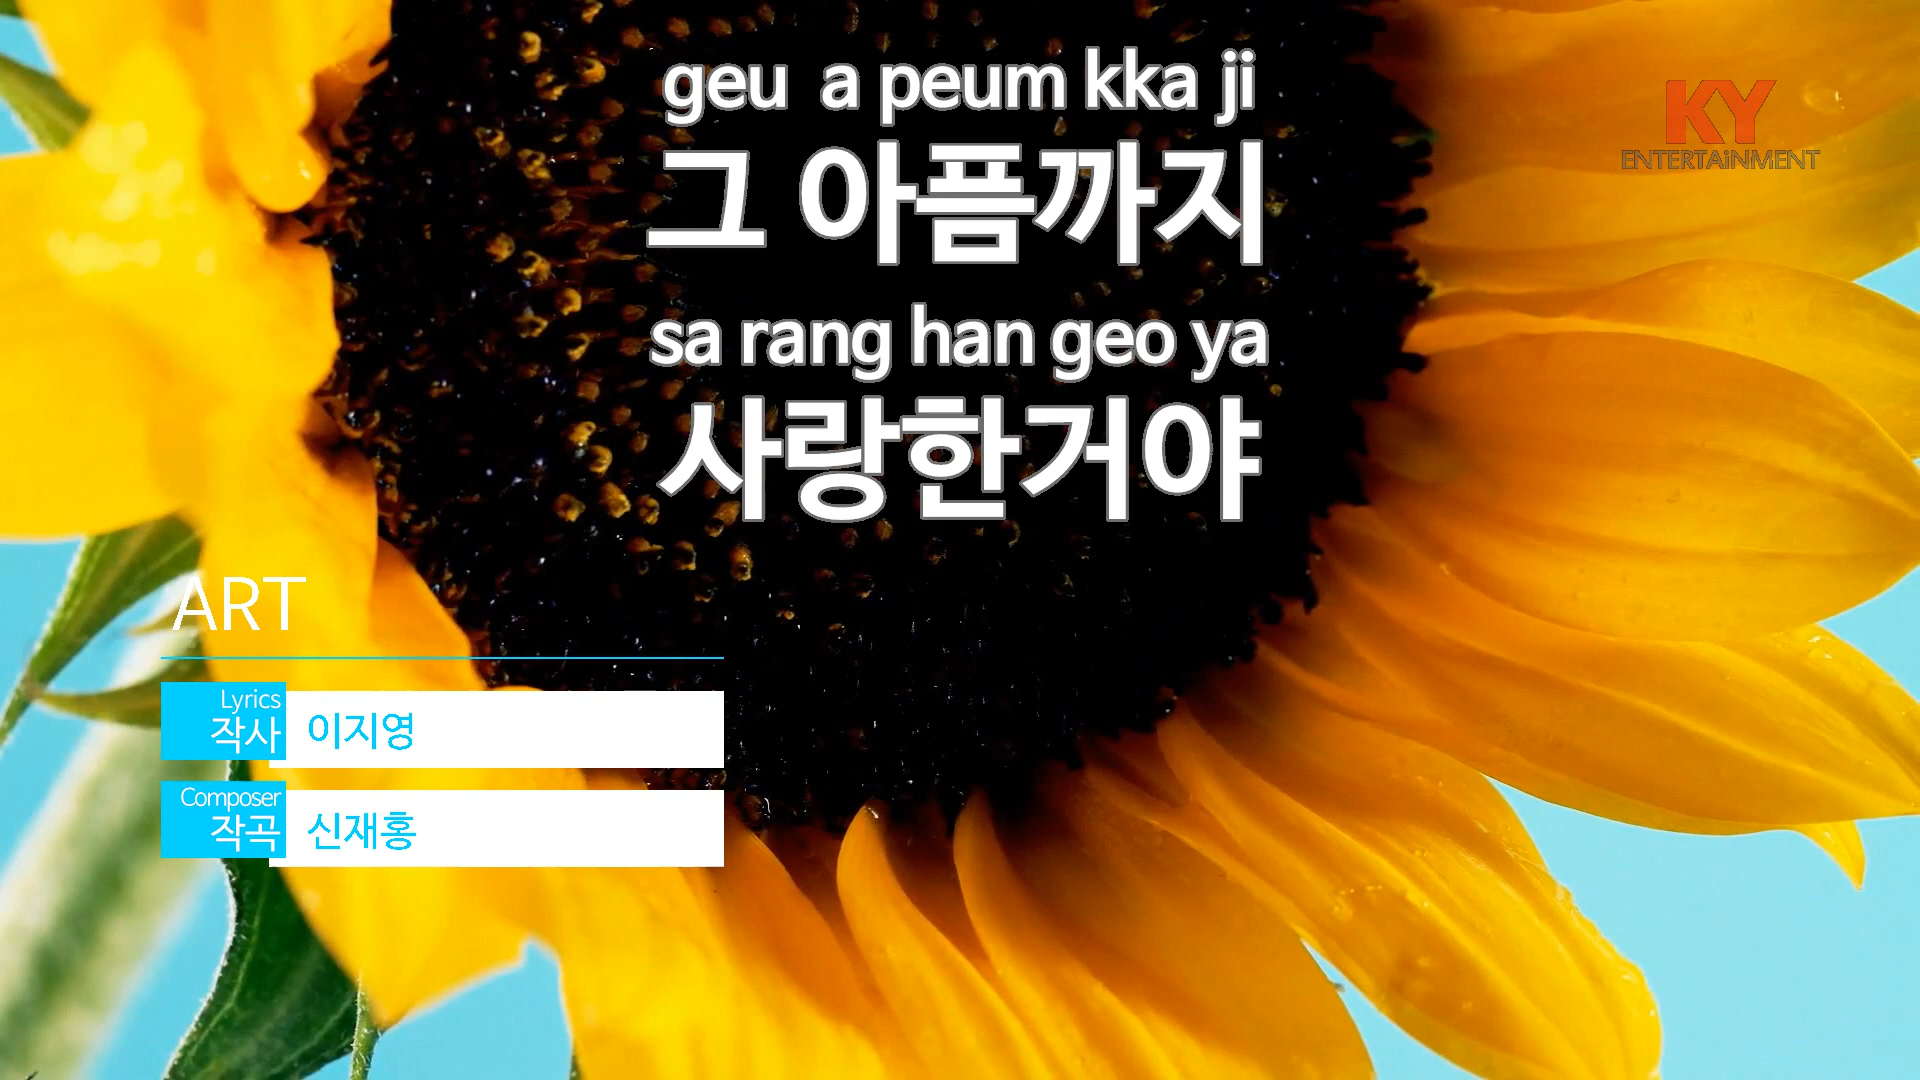 geu a peum kka ji
그 아픔까지
sa rang han geo ya
사랑한거야
KY
ENTERTAiNMENT
ART
Lyrics
작사 이지영
Composer
작곡 신재홍